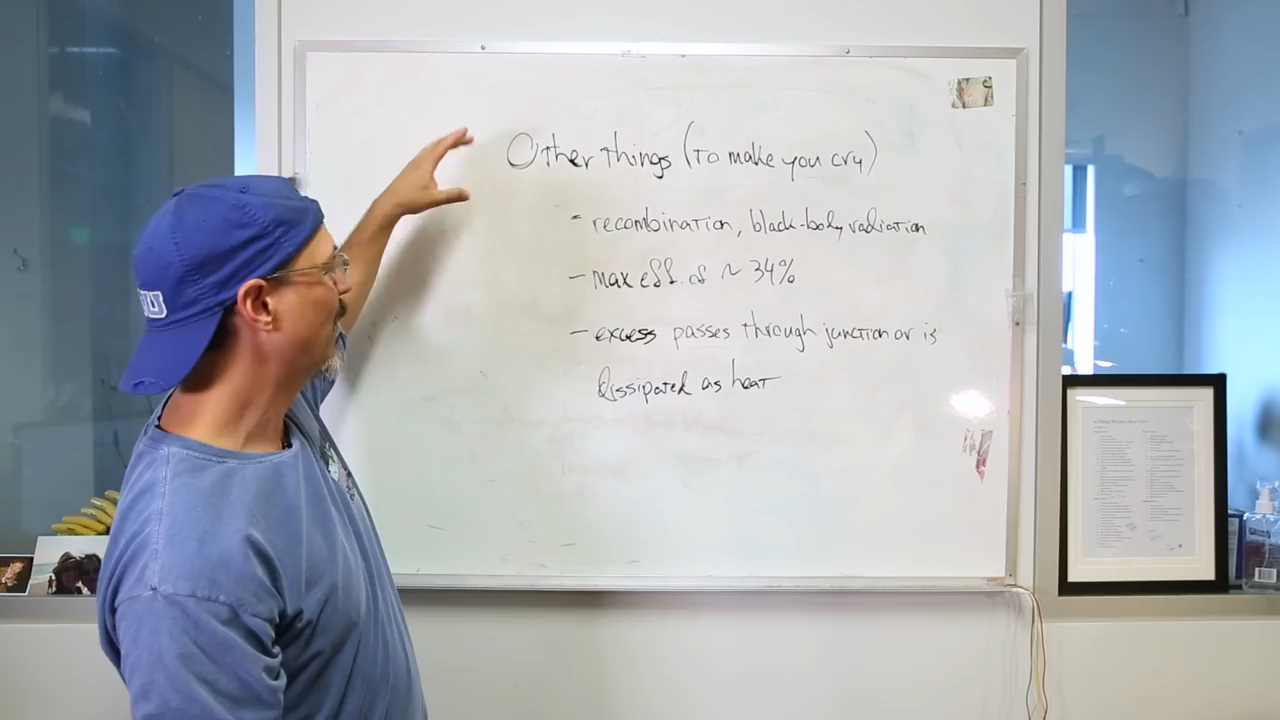 Other things (to make you cry)
- recombination, black-body radiation
- max eff. of ~ 34%
- excess passes through junction or is
dissipated as heat